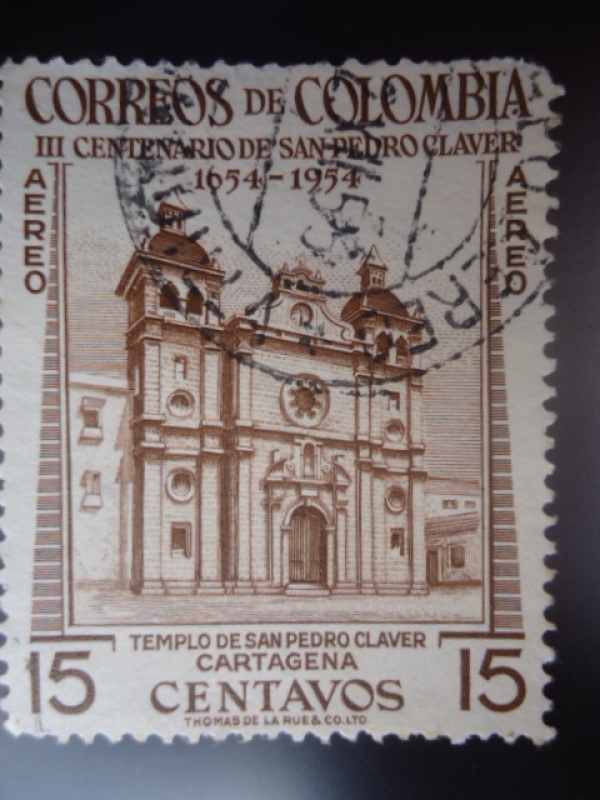 CORREOS DE COLOMBIA
III CENTENARIO DE SAN PEDRO CLAVER
1654-1954
AEREO
AEREO
TEMPLO DE SAN PEDRO CLAVER
CARTAGENA
15 CENTAVOS 15
THOMAS DE LA RUE & CO. LTD.